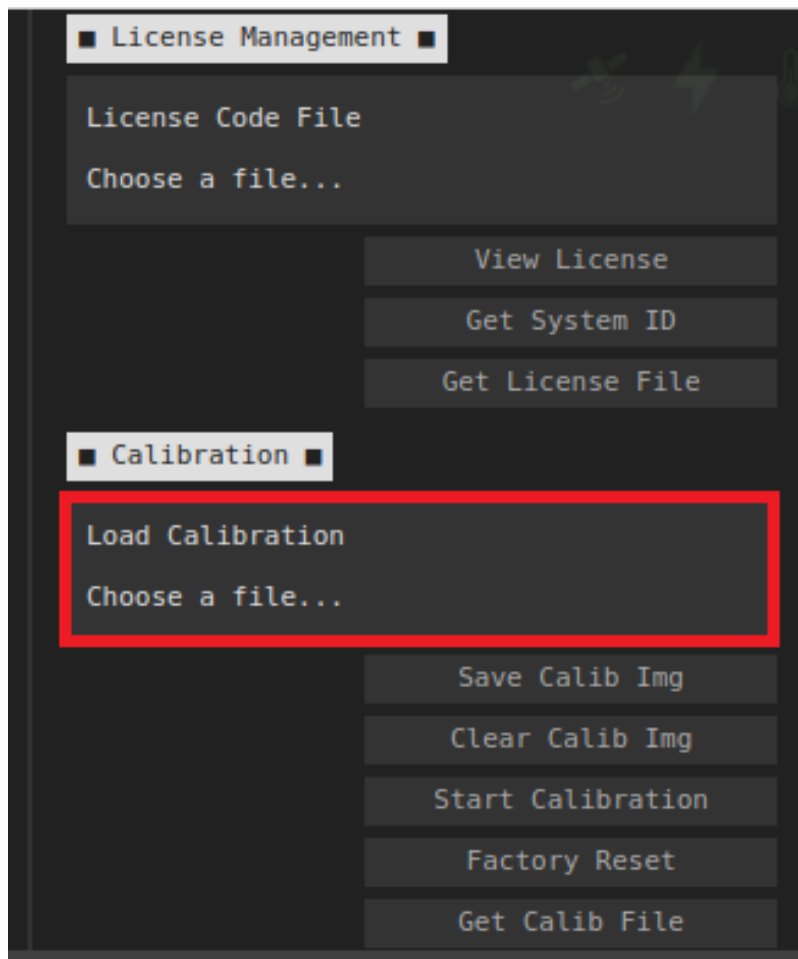 ■ License Management ■
License Code File
Choose a file...
View License
Get System ID
Get License File
■ Calibration ■
Load Calibration
Choose a file...
Save Calib Img
Clear Calib Img
Start Calibration
Factory Reset
Get Calib File